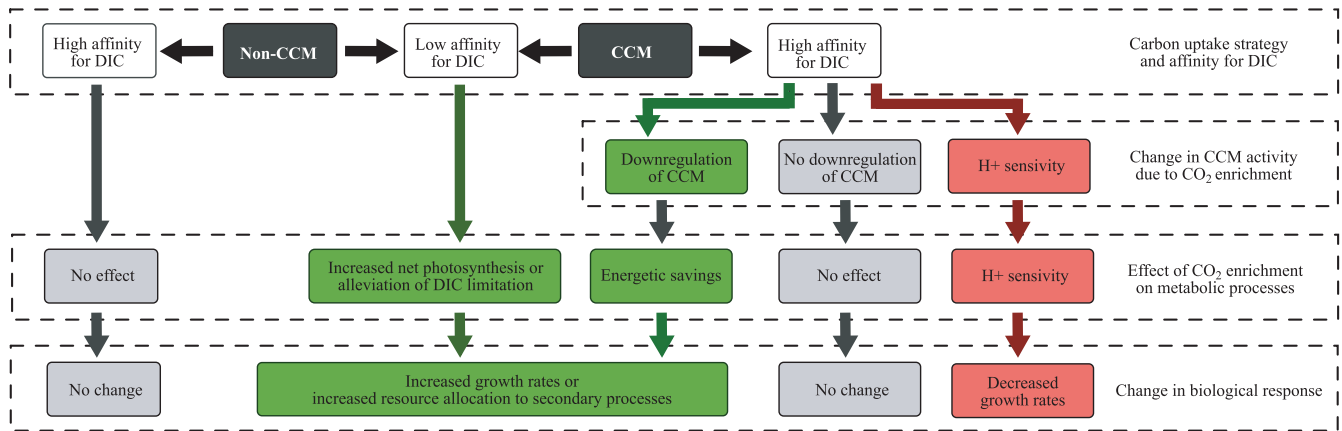 High affinity
for DIC
Non-CCM
Low affinity
for DIC
CCM
High affinity
for DIC
Carbon uptake strategy
and affinity for DIC
Downregulation
of CCM
No downregulation
of CCM
H+ sensivity
Change in CCM activity
due to CO₂ enrichment
No effect
Increased net photosynthesis or
alleviation of DIC limitation
Energetic savings
No effect
H+ sensivity
Effect of CO₂ enrichment
on metabolic processes
No change
Increased growth rates or
increased resource allocation to secondary processes
No change
Decreased
growth rates
Change in biological response